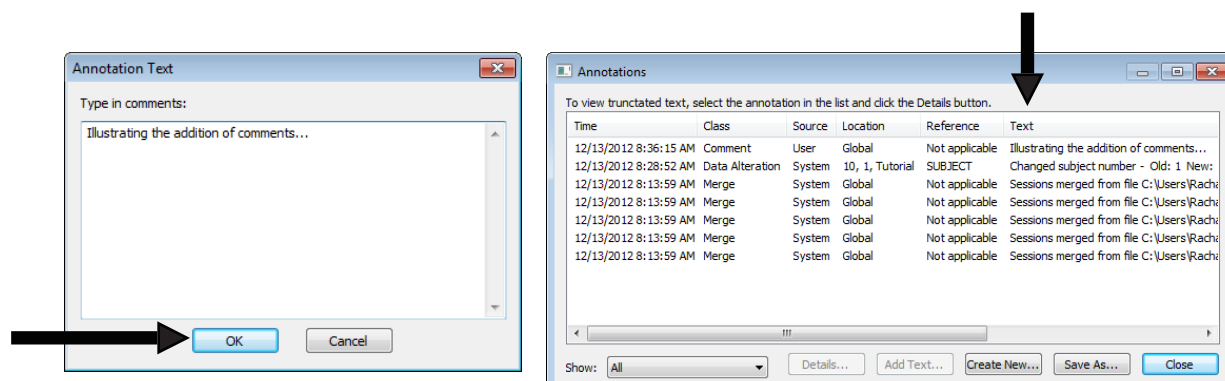 Annotation Text
Type in comments:
Illustrating the addition of comments...
OK Cancel
Annotations
To view trunctated text, select the annotation in the list and click the Details button.
Time Class Source Location Reference Text
12/13/2012 8:36:15 AM Comment User Global Not applicable Illustrating the addition of comments...
12/13/2012 8:28:52 AM Data Alteration System 10, 1, Tutorial SUBJECT Changed subject number - Old: 1 New:
12/13/2012 8:13:59 AM Merge System Global Not applicable Sessions merged from file C:\Users\Racha
12/13/2012 8:13:59 AM Merge System Global Not applicable Sessions merged from file C:\Users\Racha
12/13/2012 8:13:59 AM Merge System Global Not applicable Sessions merged from file C:\Users\Racha
12/13/2012 8:13:59 AM Merge System Global Not applicable Sessions merged from file C:\Users\Racha
12/13/2012 8:13:59 AM Merge System Global Not applicable Sessions merged from file C:\Users\Racha
Show: All Details... Add Text... Create New... Save As... Close